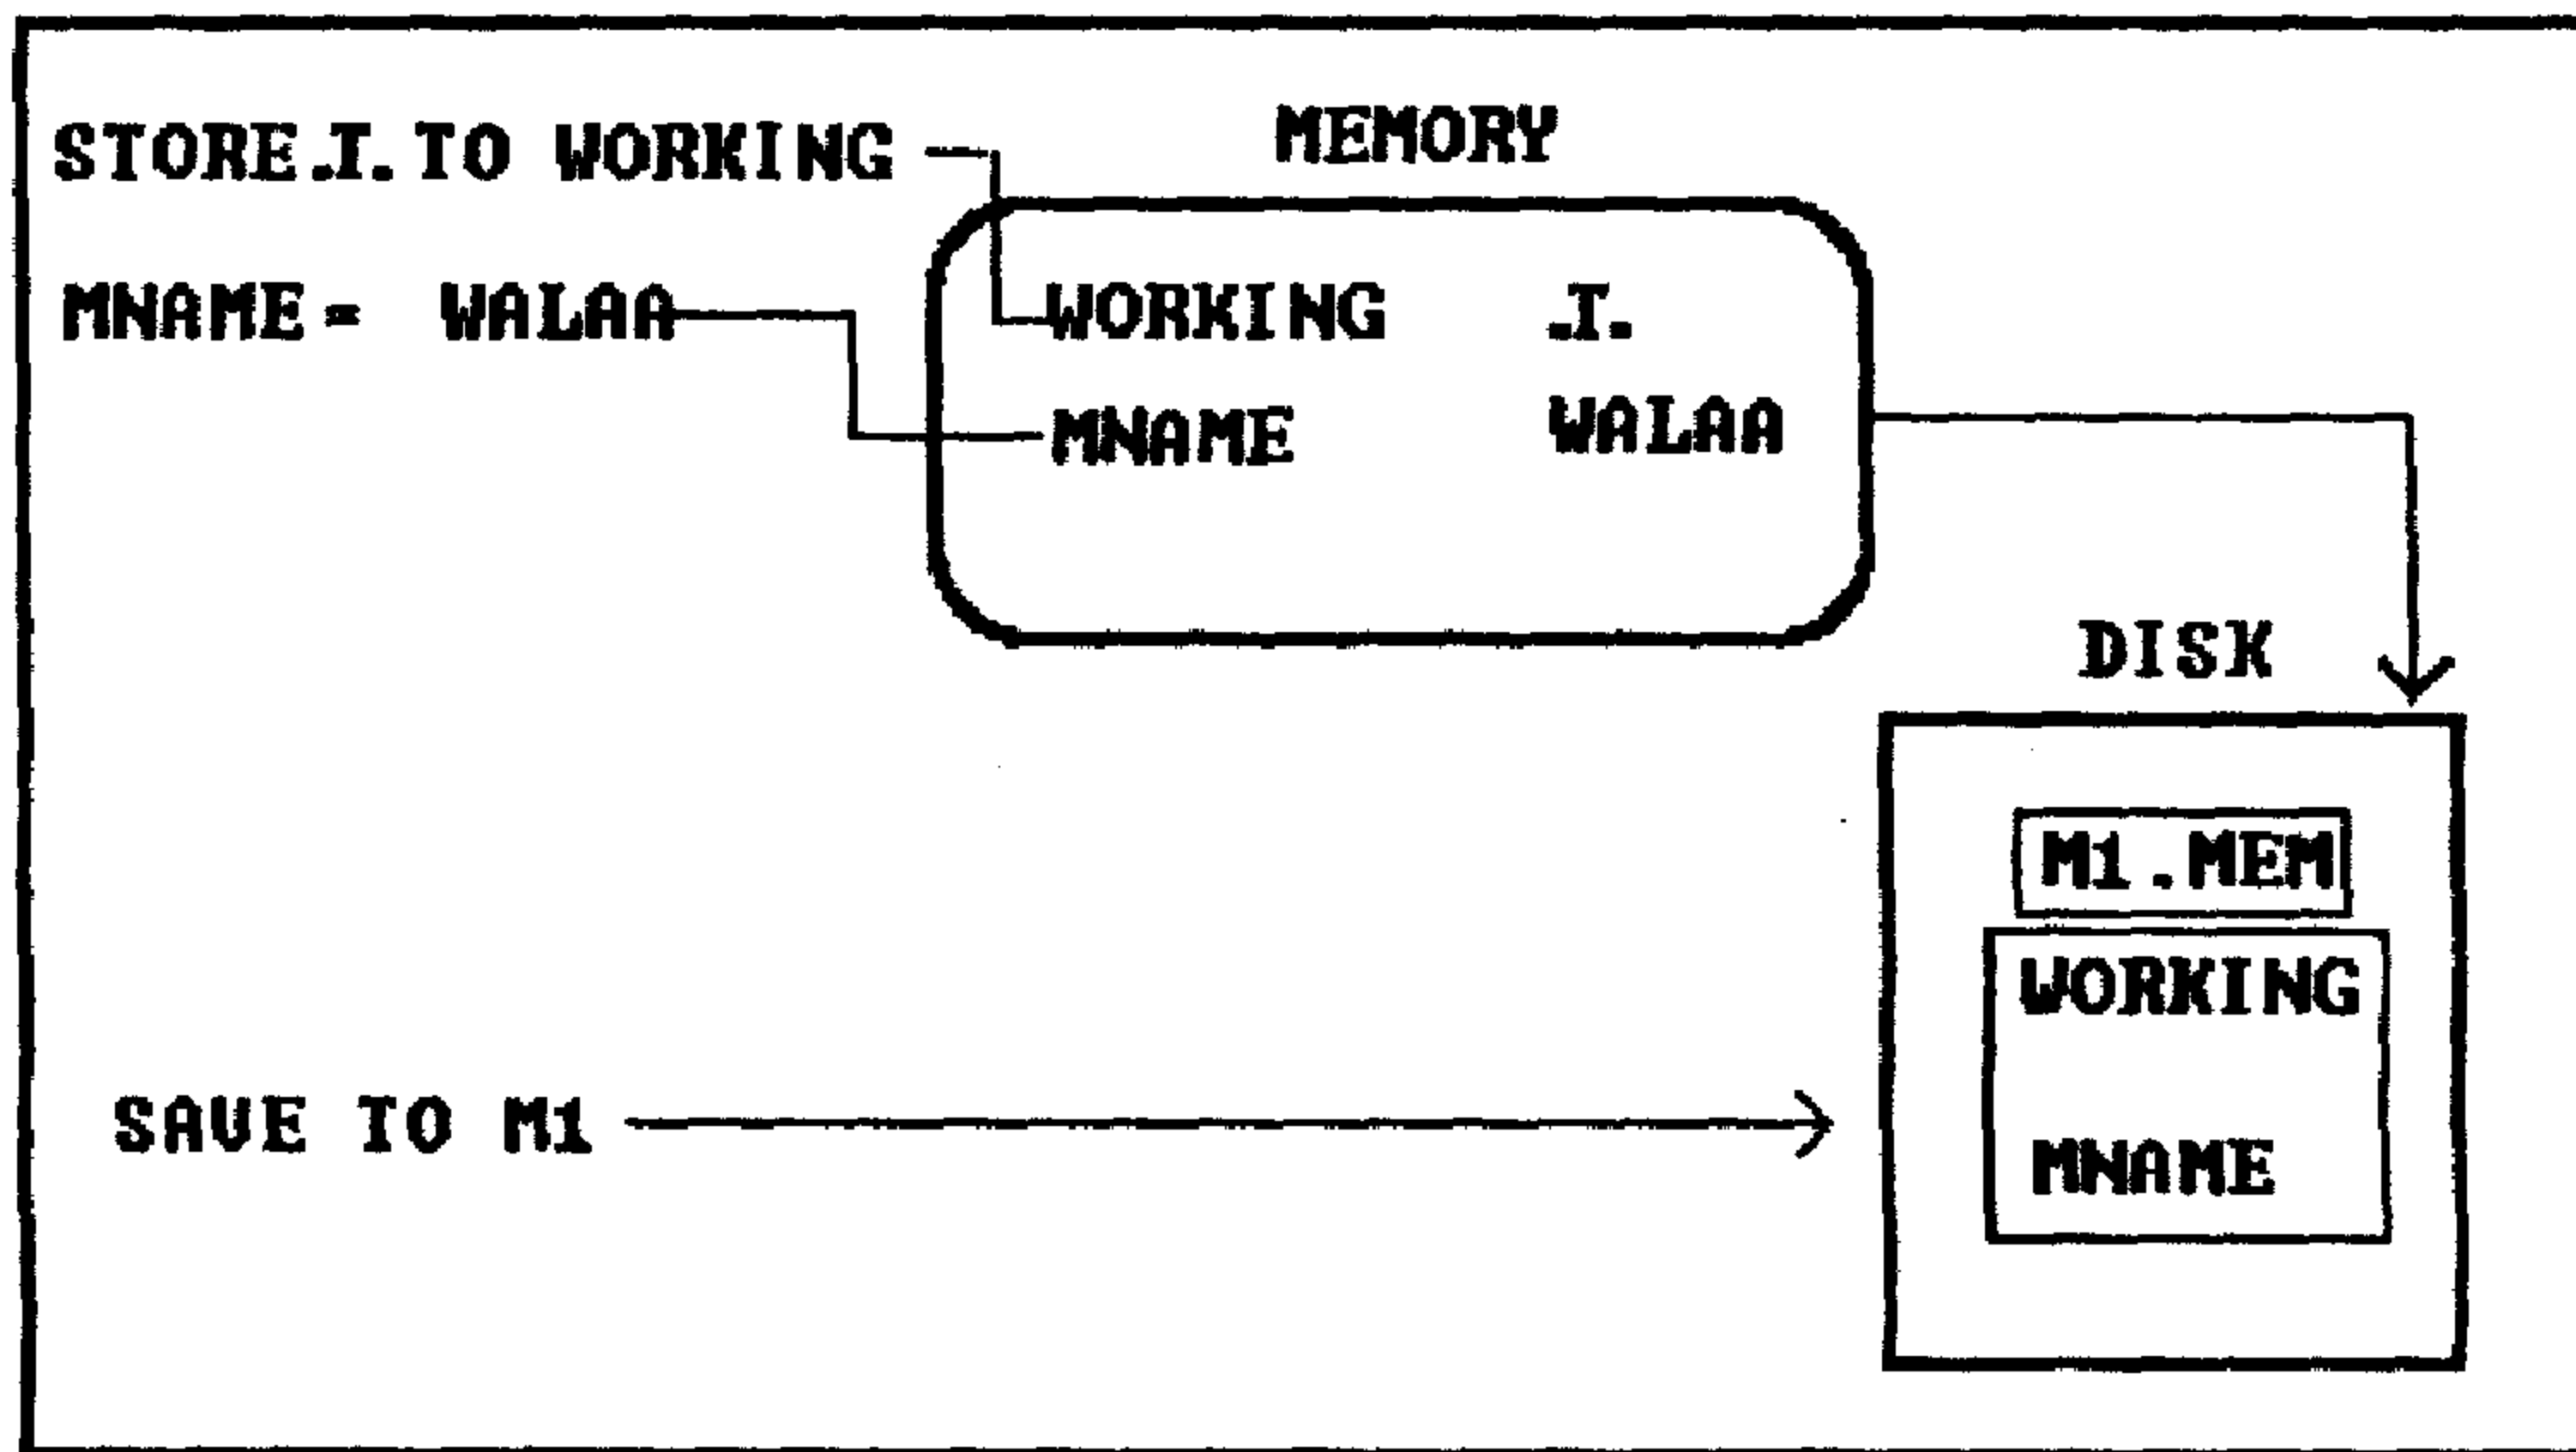 STORE.T. TO WORKING
MEMORY
MNAME = WALAA
WORKING .T.
MNAME WALAA
DISK
M1.MEM
WORKING
SAVE TO M1
MNAME